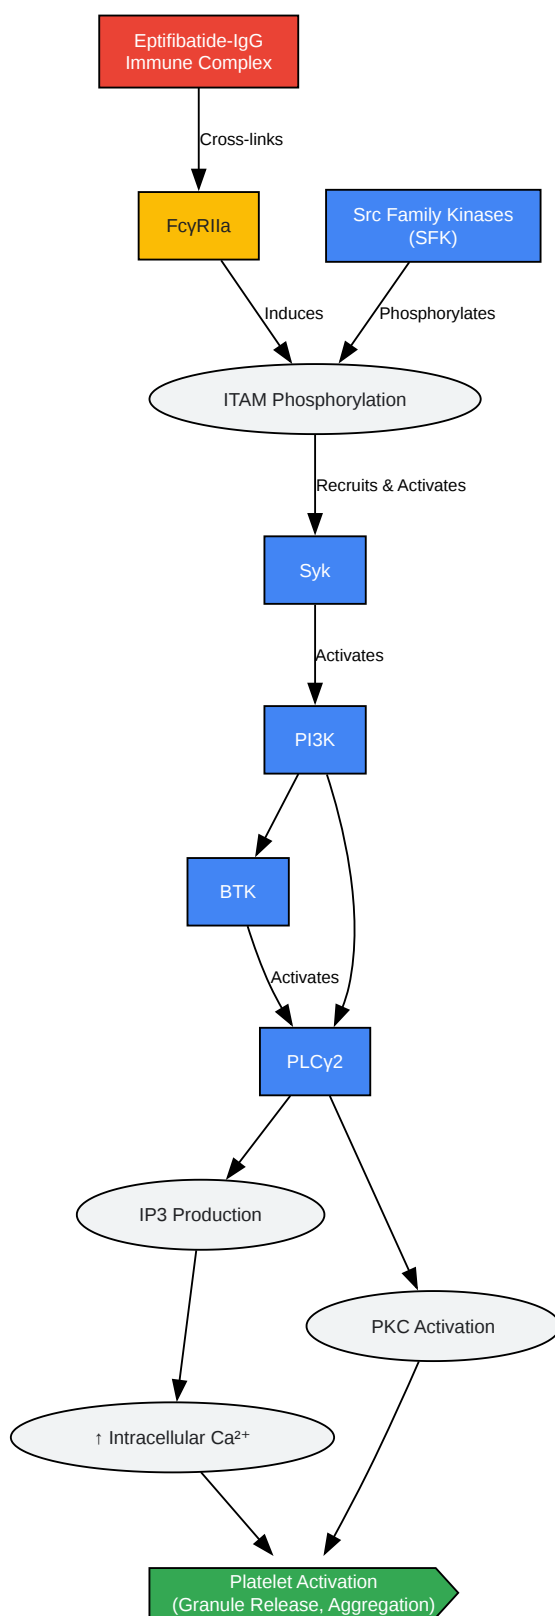 Eptifibatide-IgG
Immune Complex
Cross-links
FcγRIIa
Src Family Kinases
(SFK)
Induces
Phosphorylates
ITAM Phosphorylation
Recruits & Activates
Syk
Activates
PI3K
BTK
Activates
PLCγ2
IP3 Production
PKC Activation
↑ Intracellular Ca²⁺
Platelet Activation
(Granule Release, Aggregation)